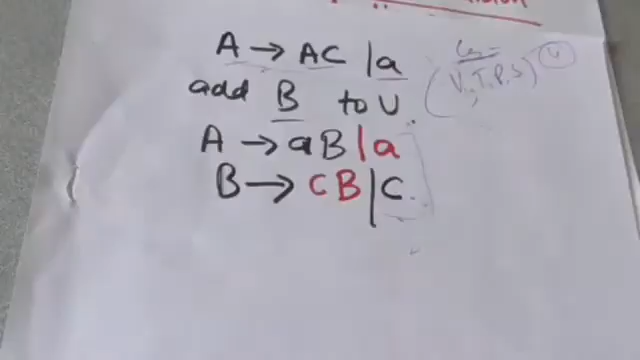 A → AC | a
G =
(V, T, P, S) V
add B to V.
A → aB | a
B → CB | C